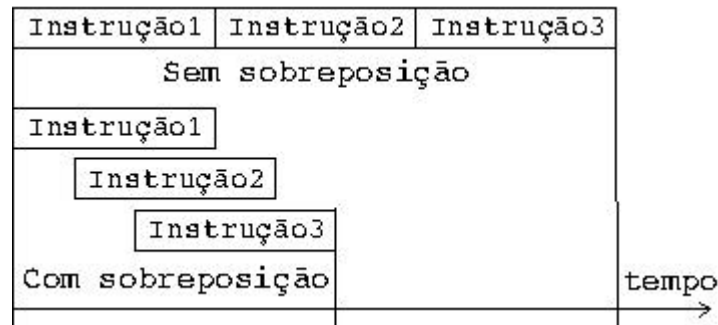 Instrução1 Instrução2 Instrução3
Sem sobreposição
Instrução1
Instrução2
Instrução3
Com sobreposição
tempo